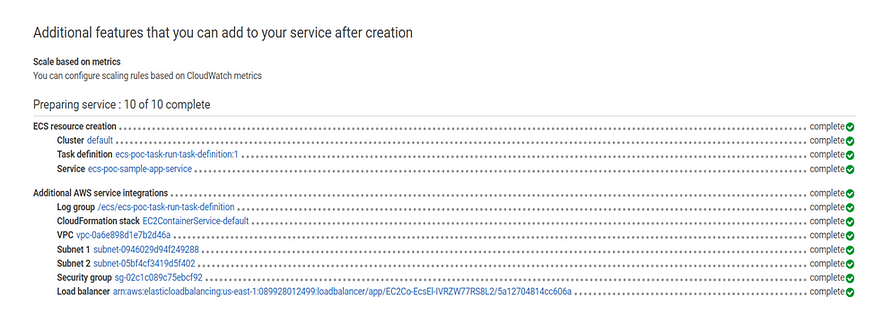 Additional features that you can add to your service after creation
Scale based on metrics
You can configure scaling rules based on CloudWatch metrics
Preparing service : 10 of 10 complete
ECS resource creation complete
Cluster default complete
Task definition ecs-poc-task-run-task-definition:1 complete
Service ecs-poc-sample-app-service complete
Additional AWS service integrations complete
Log group /ecs/ecs-poc-task-run-task-definition complete
CloudFormation stack EC2ContainerService-default complete
VPC vpc-0a6e898d1e7b2d46a complete
Subnet 1 subnet-0946029d94f249288 complete
Subnet 2 subnet-05bf4cf3419d5f402 complete
Security group sg-02c1c089c75ebcf92 complete
Load balancer arn:aws:elasticloadbalancing:us-east-1:089928012499:loadbalancer/app/EC2Co-EcsEl-IVRZW77RS8L2/5a12704814cc606a complete